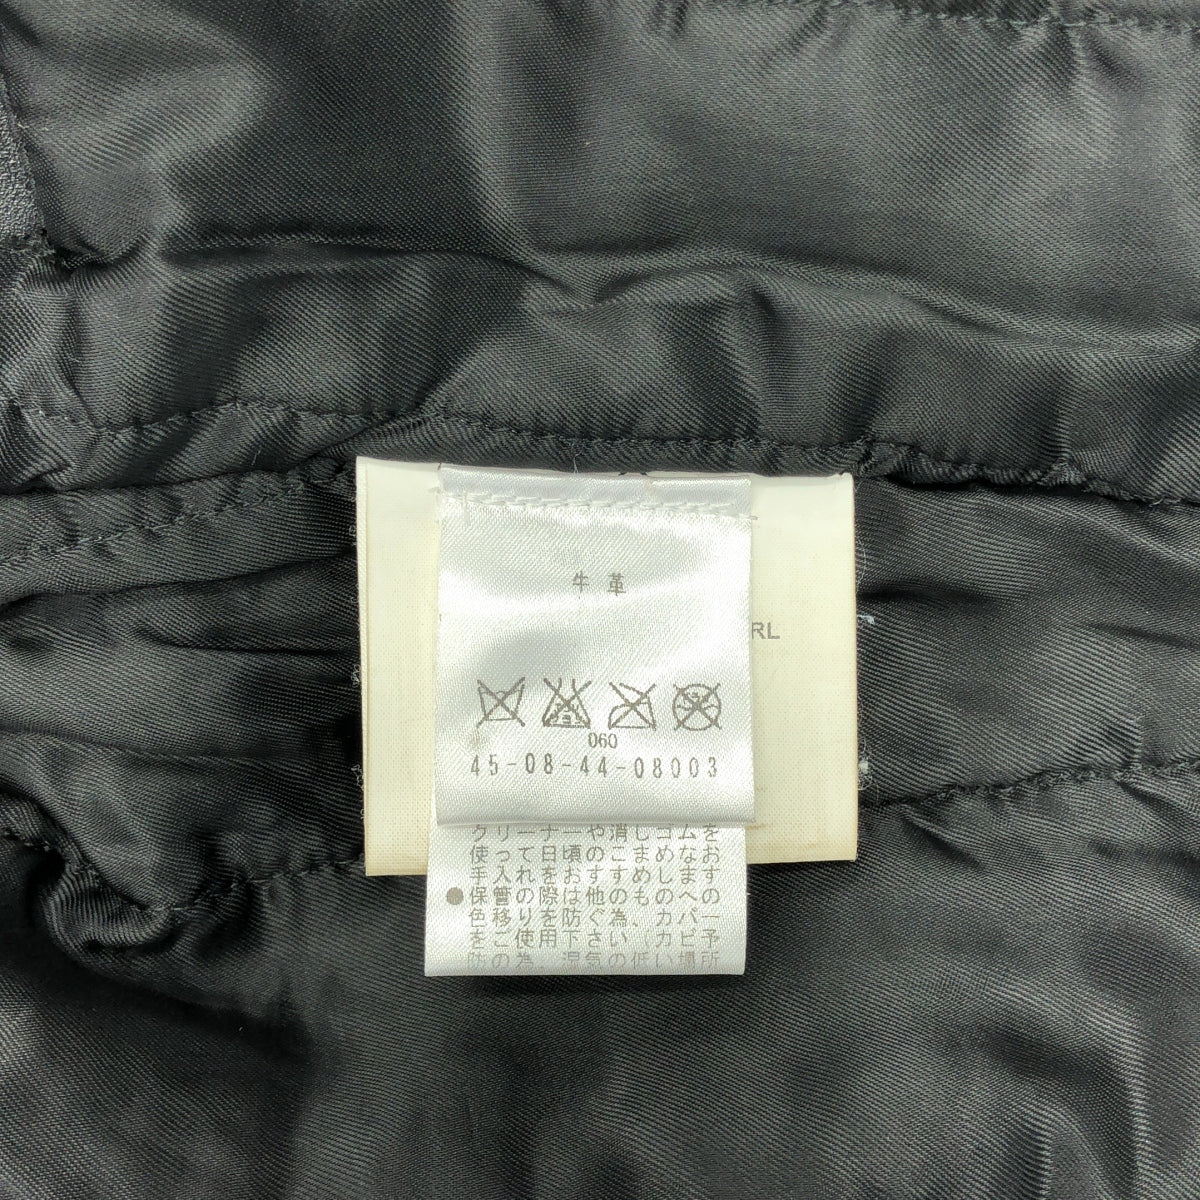 牛革
RL
060
45-08-44-08003
クリーナーや消しゴムを
使って日頃のこまめなお
手入れをおすすめします
●保管の際は他のものへの
色移りを防ぐ為、カバー
をご使用下さい（カビ予
防の為、湿気の低い場所